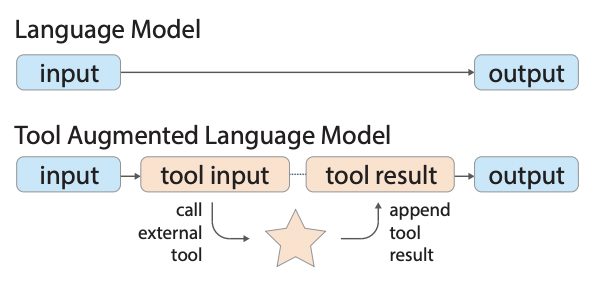 Language Model
input
output
Tool Augmented Language Model
input
tool input
tool result
output
call
external
tool
append
tool
result